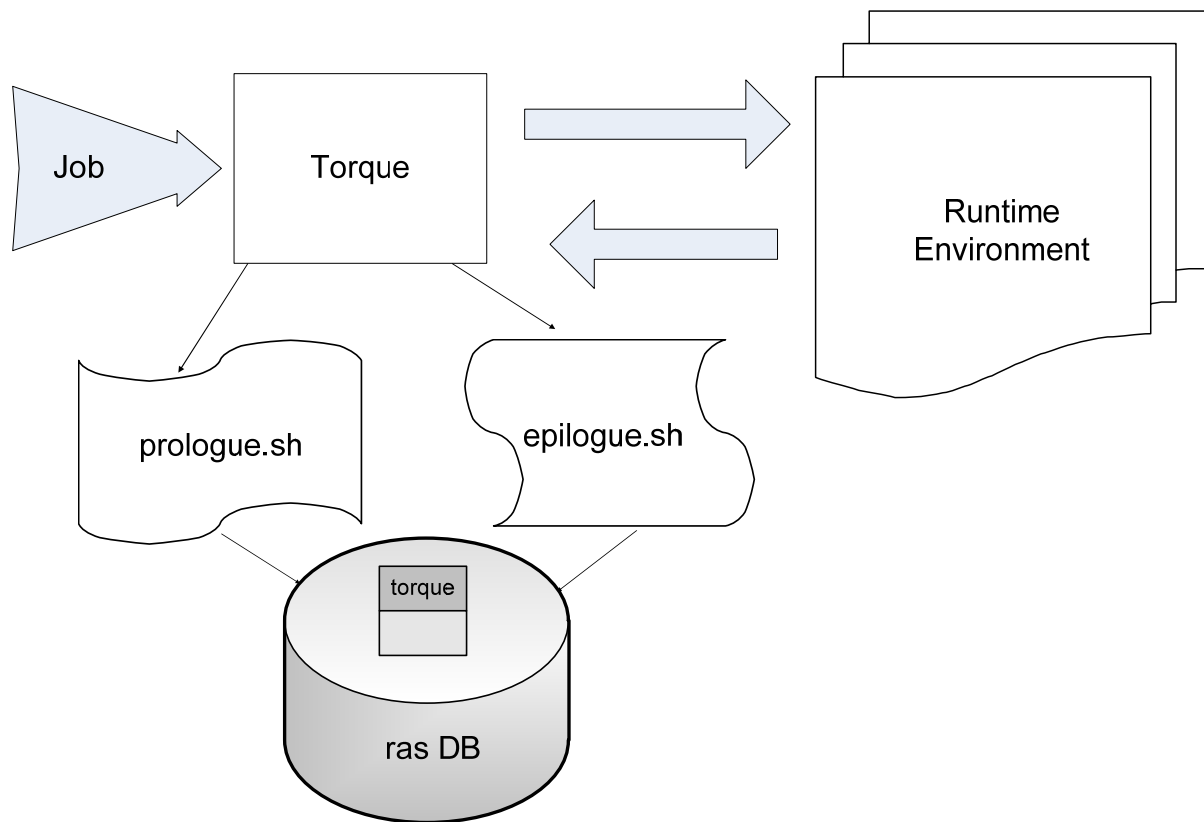 Job
Torque
Runtime
Environment
prologue.sh
epilogue.sh
torque
ras DB